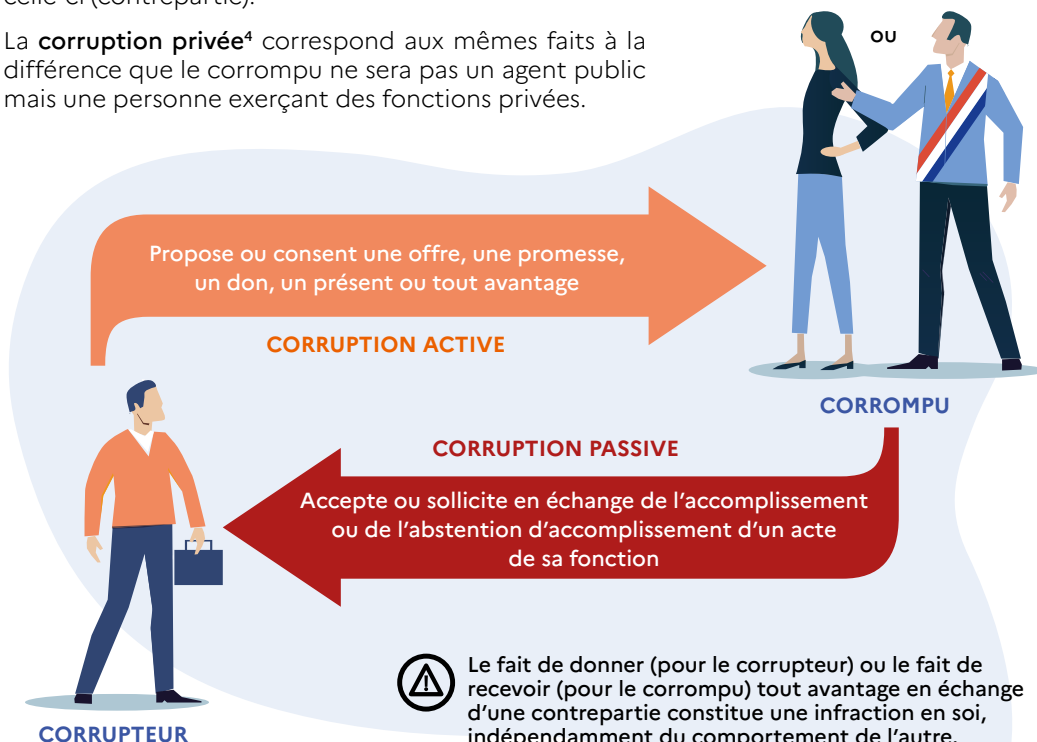 celle-ci (contrepartie).
La corruption privée⁴ correspond aux mêmes faits à la
différence que le corrompu ne sera pas un agent public
mais une personne exerçant des fonctions privées.
OU
Propose ou consent une offre, une promesse,
un don, un présent ou tout avantage
CORRUPTION ACTIVE
CORROMPU
CORRUPTION PASSIVE
Accepte ou sollicite en échange de l’accomplissement
ou de l’abstention d’accomplissement d’un acte
de sa fonction
CORRUPTEUR
Le fait de donner (pour le corrupteur) ou le fait de
recevoir (pour le corrompu) tout avantage en échange
d’une contrepartie constitue une infraction en soi,
indépendamment du comportement de l’autre.